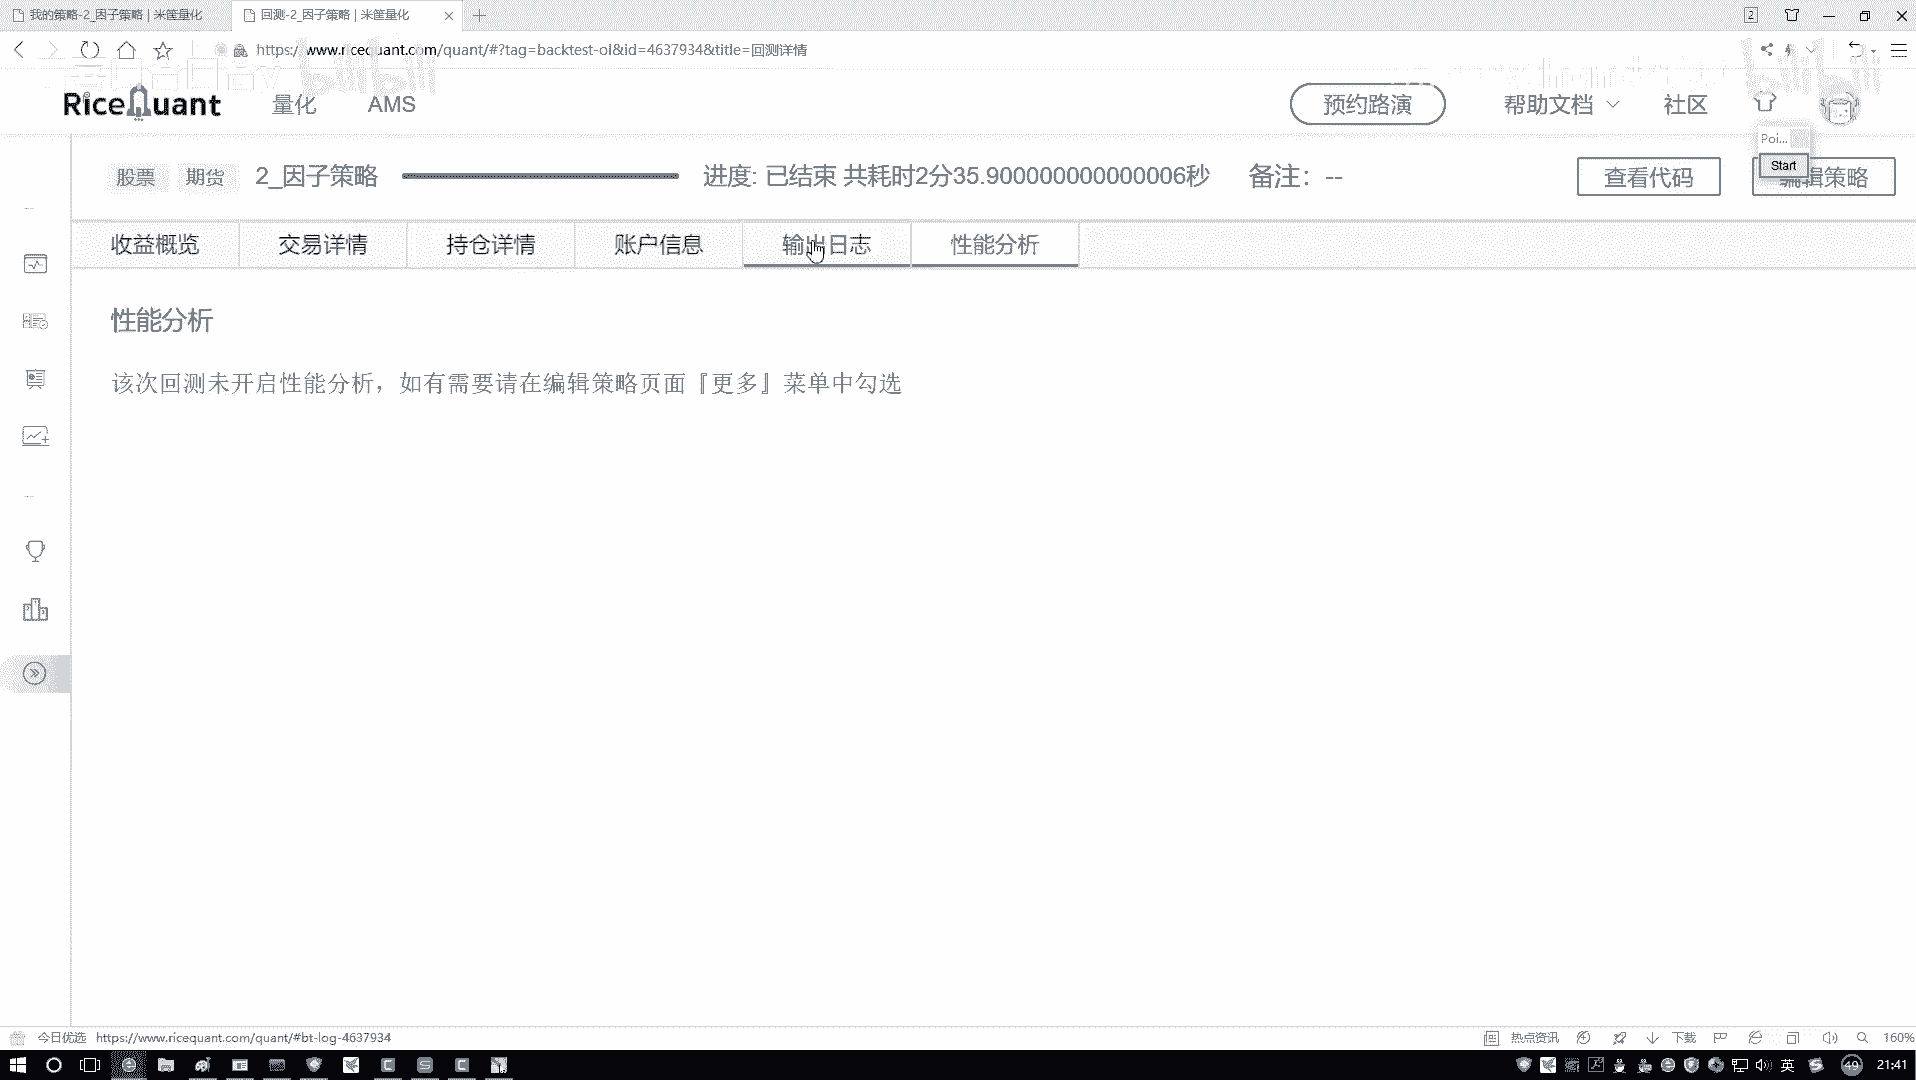 我的策略-2_因子策略 | 米筐量化
回测-2_因子策略 | 米筐量化
2
https://www.ricequant.com/quant/#?tag=backtest-ol&id=4637934&title=回测详情
bilibili
RiceQuant
量化
AMS
预约路演
帮助文档
社区
Poi...
Start
股票
期货
2_因子策略
进度: 已结束 共耗时2分35.900000000000006秒
备注: --
查看代码
编辑策略
收益概览
交易详情
持仓详情
账户信息
输出日志
性能分析
性能分析
该次回测未开启性能分析，如有需要请在编辑策略页面『更多』菜单中勾选
今日优选
https://www.ricequant.com/quant/#bt-log-4637934
热点资讯
下载
160%
英
49
21:41